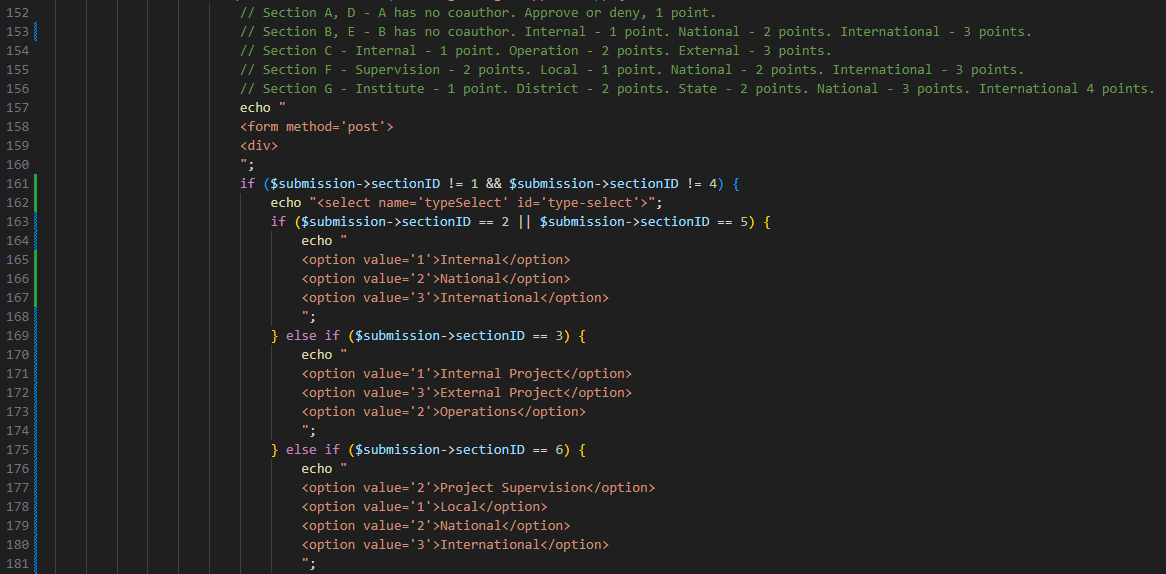 152 // Section A, D - A has no coauthor. Approve or deny, 1 point.
153 // Section B, E - B has no coauthor. Internal - 1 point. National - 2 points. International - 3 points.
154 // Section C - Internal - 1 point. Operation - 2 points. External - 3 points.
155 // Section F - Supervision - 2 points. Local - 1 point. National - 2 points. International - 3 points.
156 // Section G - Institute - 1 point. District - 2 points. State - 2 points. National - 3 points. International 4 points.
157 echo "
158 <form method='post'>
159 <div>
160 ";
161 if ($submission->sectionID != 1 && $submission->sectionID != 4) {
162 echo "<select name='typeSelect' id='type-select'>";
163 if ($submission->sectionID == 2 || $submission->sectionID == 5) {
164 echo "
165 <option value='1'>Internal</option>
166 <option value='2'>National</option>
167 <option value='3'>International</option>
168 ";
169 } else if ($submission->sectionID == 3) {
170 echo "
171 <option value='1'>Internal Project</option>
172 <option value='3'>External Project</option>
173 <option value='2'>Operations</option>
174 ";
175 } else if ($submission->sectionID == 6) {
176 echo "
177 <option value='2'>Project Supervision</option>
178 <option value='1'>Local</option>
179 <option value='2'>National</option>
180 <option value='3'>International</option>
181 ";